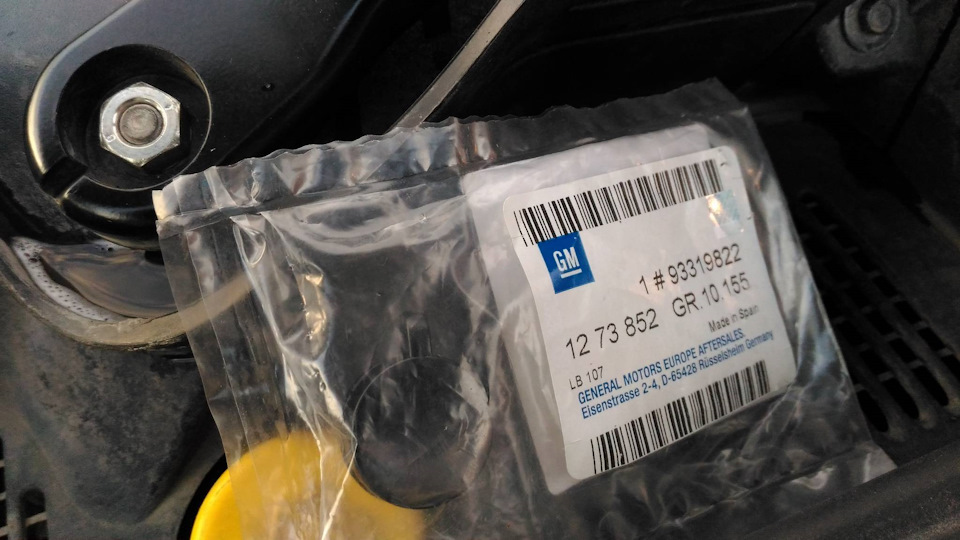 GM
1 # 93319822
12 73 852 GR.10.155
Made in Spain
LB 107
GENERAL MOTORS EUROPE AFTERSALES,
Eisenstrasse 2-4, D-65428 Rüsselsheim Germany